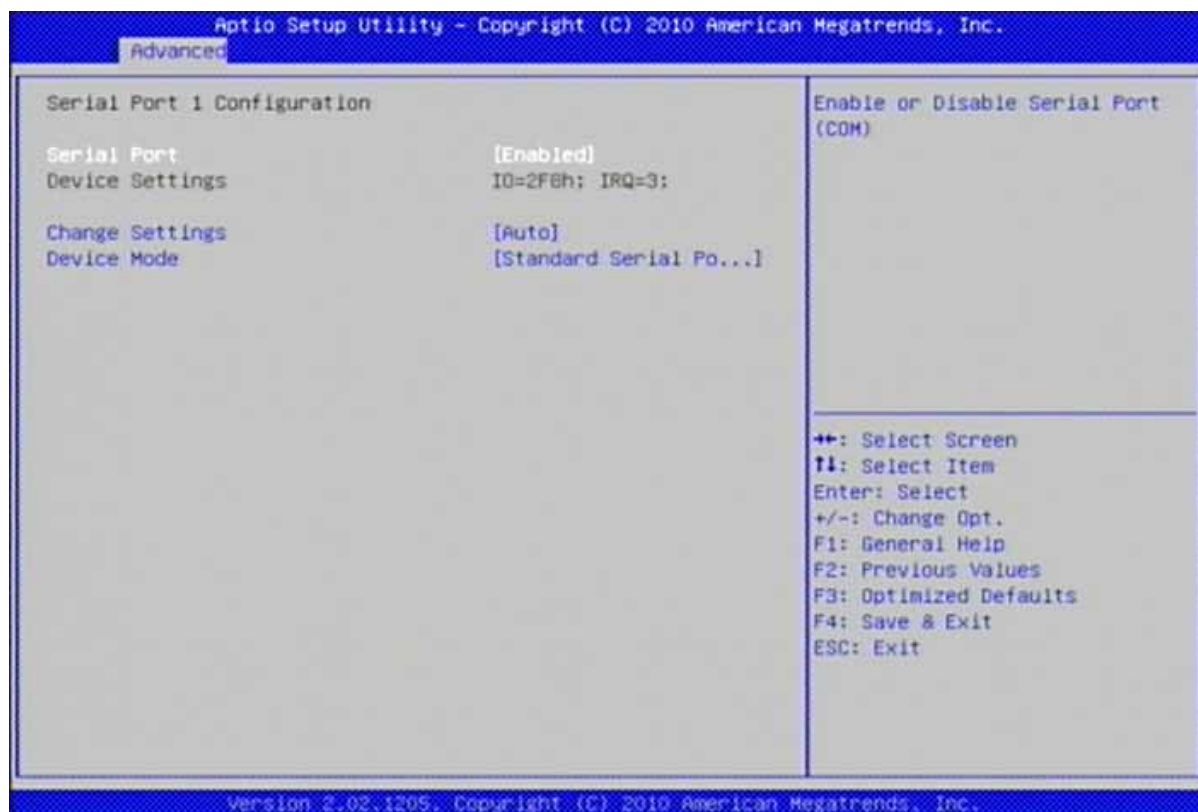 Aptio Setup Utility – Copyright (C) 2010 American Megatrends, Inc.
Advanced
Serial Port 1 Configuration
Serial Port [Enabled]
Device Settings IO=2F8h; IRQ=3;
Change Settings [Auto]
Device Mode [Standard Serial Po...]
Enable or Disable Serial Port
(COM)
→←: Select Screen
↑↓: Select Item
Enter: Select
+/-: Change Opt.
F1: General Help
F2: Previous Values
F3: Optimized Defaults
F4: Save & Exit
ESC: Exit
Version 2.02.1205. Copyright (C) 2010 American Megatrends, Inc.